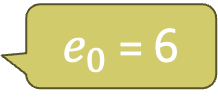 e₀ = 6